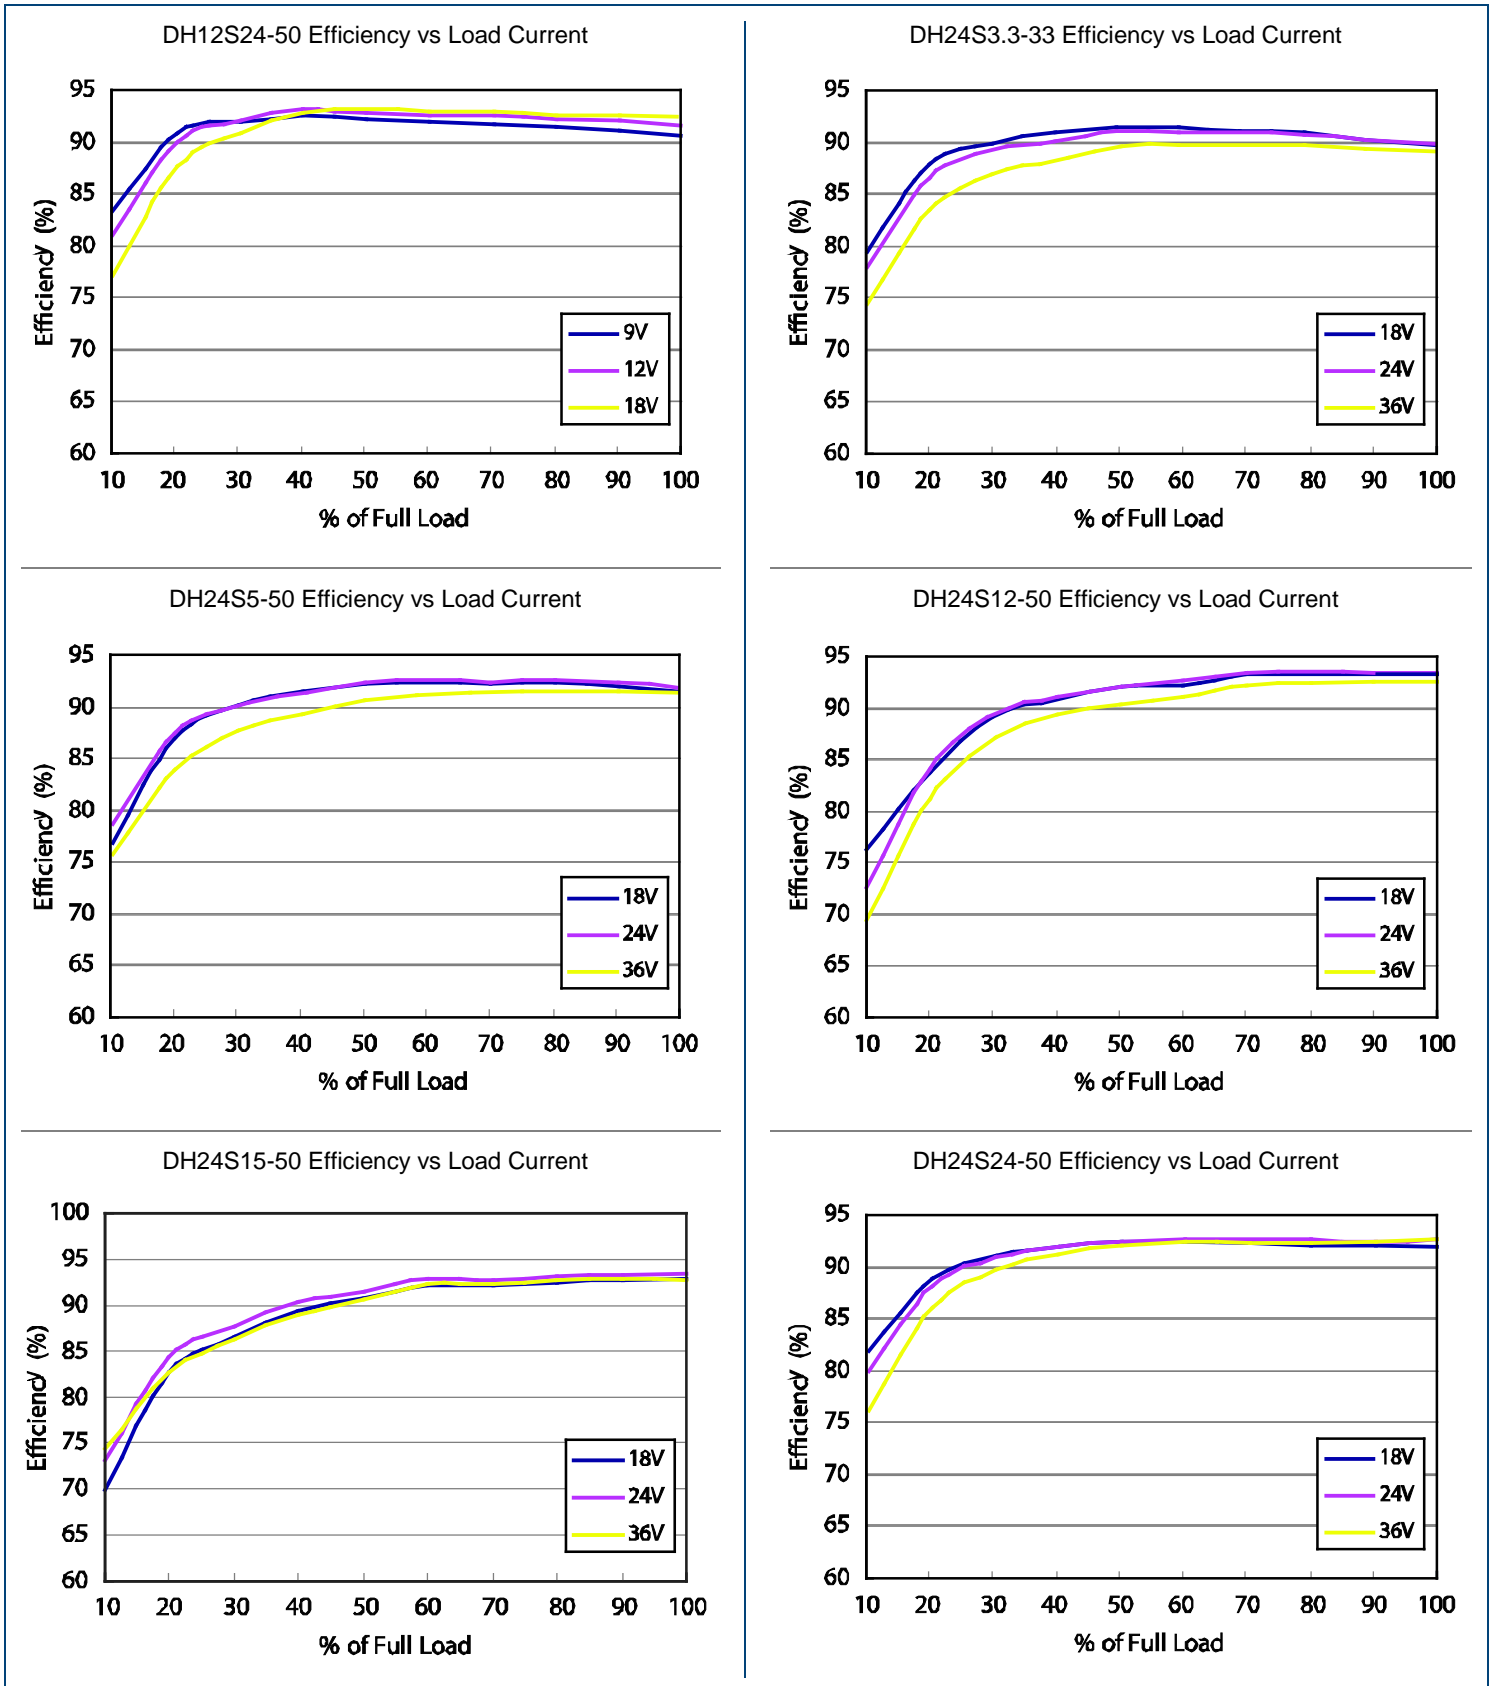 DH12S24-50 Efficiency vs Load Current
95
90
85
80
75
70
65
60
Efficiency (%)
9V
12V
18V
10 20 30 40 50 60 70 80 90 100
% of Full Load
DH24S3.3-33 Efficiency vs Load Current
95
90
85
80
75
70
65
60
Efficiency (%)
18V
24V
36V
10 20 30 40 50 60 70 80 90 100
% of Full Load
DH24S5-50 Efficiency vs Load Current
95
90
85
80
75
70
65
60
Efficiency (%)
18V
24V
36V
10 20 30 40 50 60 70 80 90 100
% of Full Load
DH24S12-50 Efficiency vs Load Current
95
90
85
80
75
70
65
60
Efficiency (%)
18V
24V
36V
10 20 30 40 50 60 70 80 90 100
% of Full Load
DH24S15-50 Efficiency vs Load Current
100
95
90
85
80
75
70
65
60
Efficiency (%)
18V
24V
36V
10 20 30 40 50 60 70 80 90 100
% of Full Load
DH24S24-50 Efficiency vs Load Current
95
90
85
80
75
70
65
60
Efficiency (%)
18V
24V
36V
10 20 30 40 50 60 70 80 90 100
% of Full Load